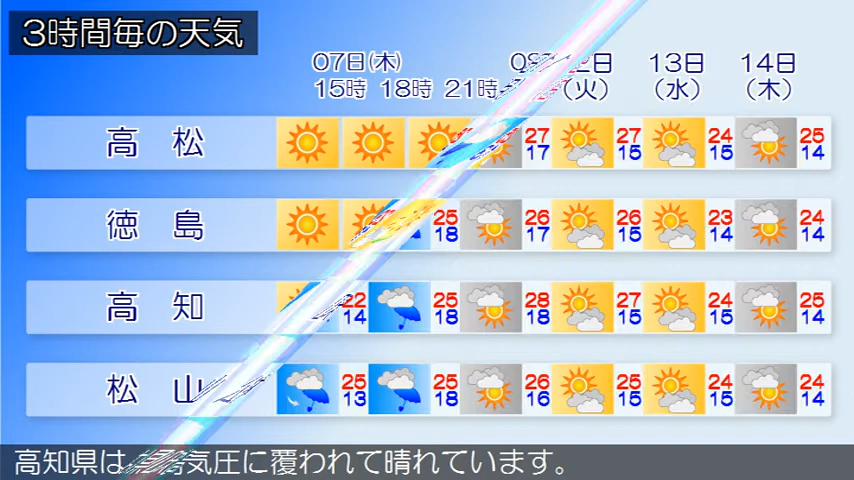 3時間毎の天気
07日(木)
15時 18時 21時
日 13日 14日
(火) (水) (木)
高松 27 17 27 15 24 15 25 14
徳島 25 18 26 17 26 15 23 14 24 14
高知 22 14 25 18 28 18 27 15 24 15 25 14
松山 25 13 25 18 26 16 25 15 24 15 24 14
高知県は、高気圧に覆われて晴れています。